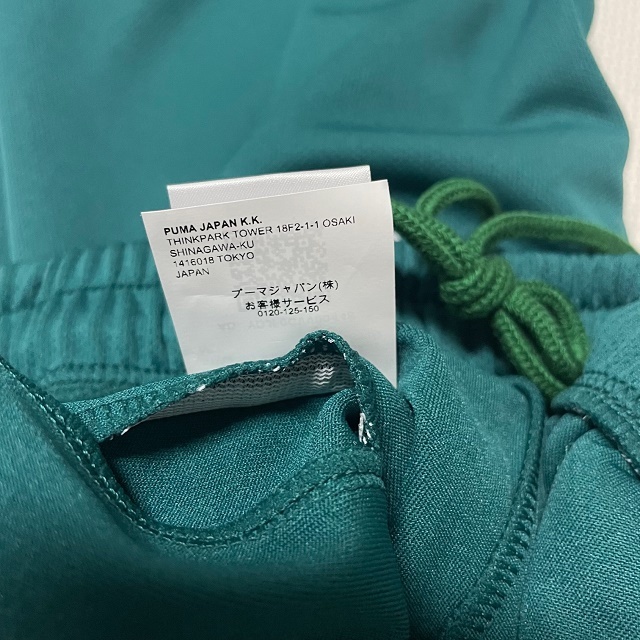 PUMA JAPAN K.K.
THINKPARK TOWER 18F2-1-1 OSAKI
SHINAGAWA-KU
1416018 TOKYO
JAPAN
プーマジャパン(株)
お客様サービス
0120-125-150